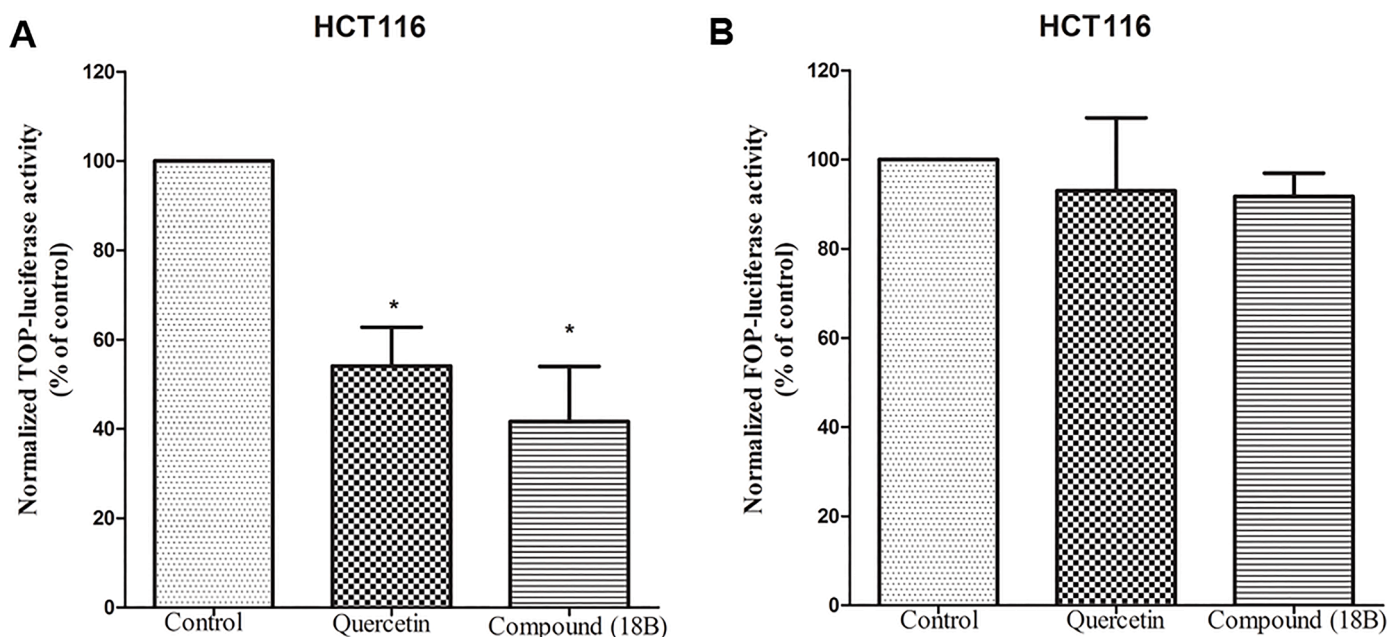 A
HCT116
Normalized TOP-luciferase activity
(% of control)
120
100
80
60
40
20
0
*
*
Control
Quercetin
Compound (18B)
B
HCT116
Normalized FOP-luciferase activity
(% of control)
120
100
80
60
40
20
0
Control
Quercetin
Compound (18B)